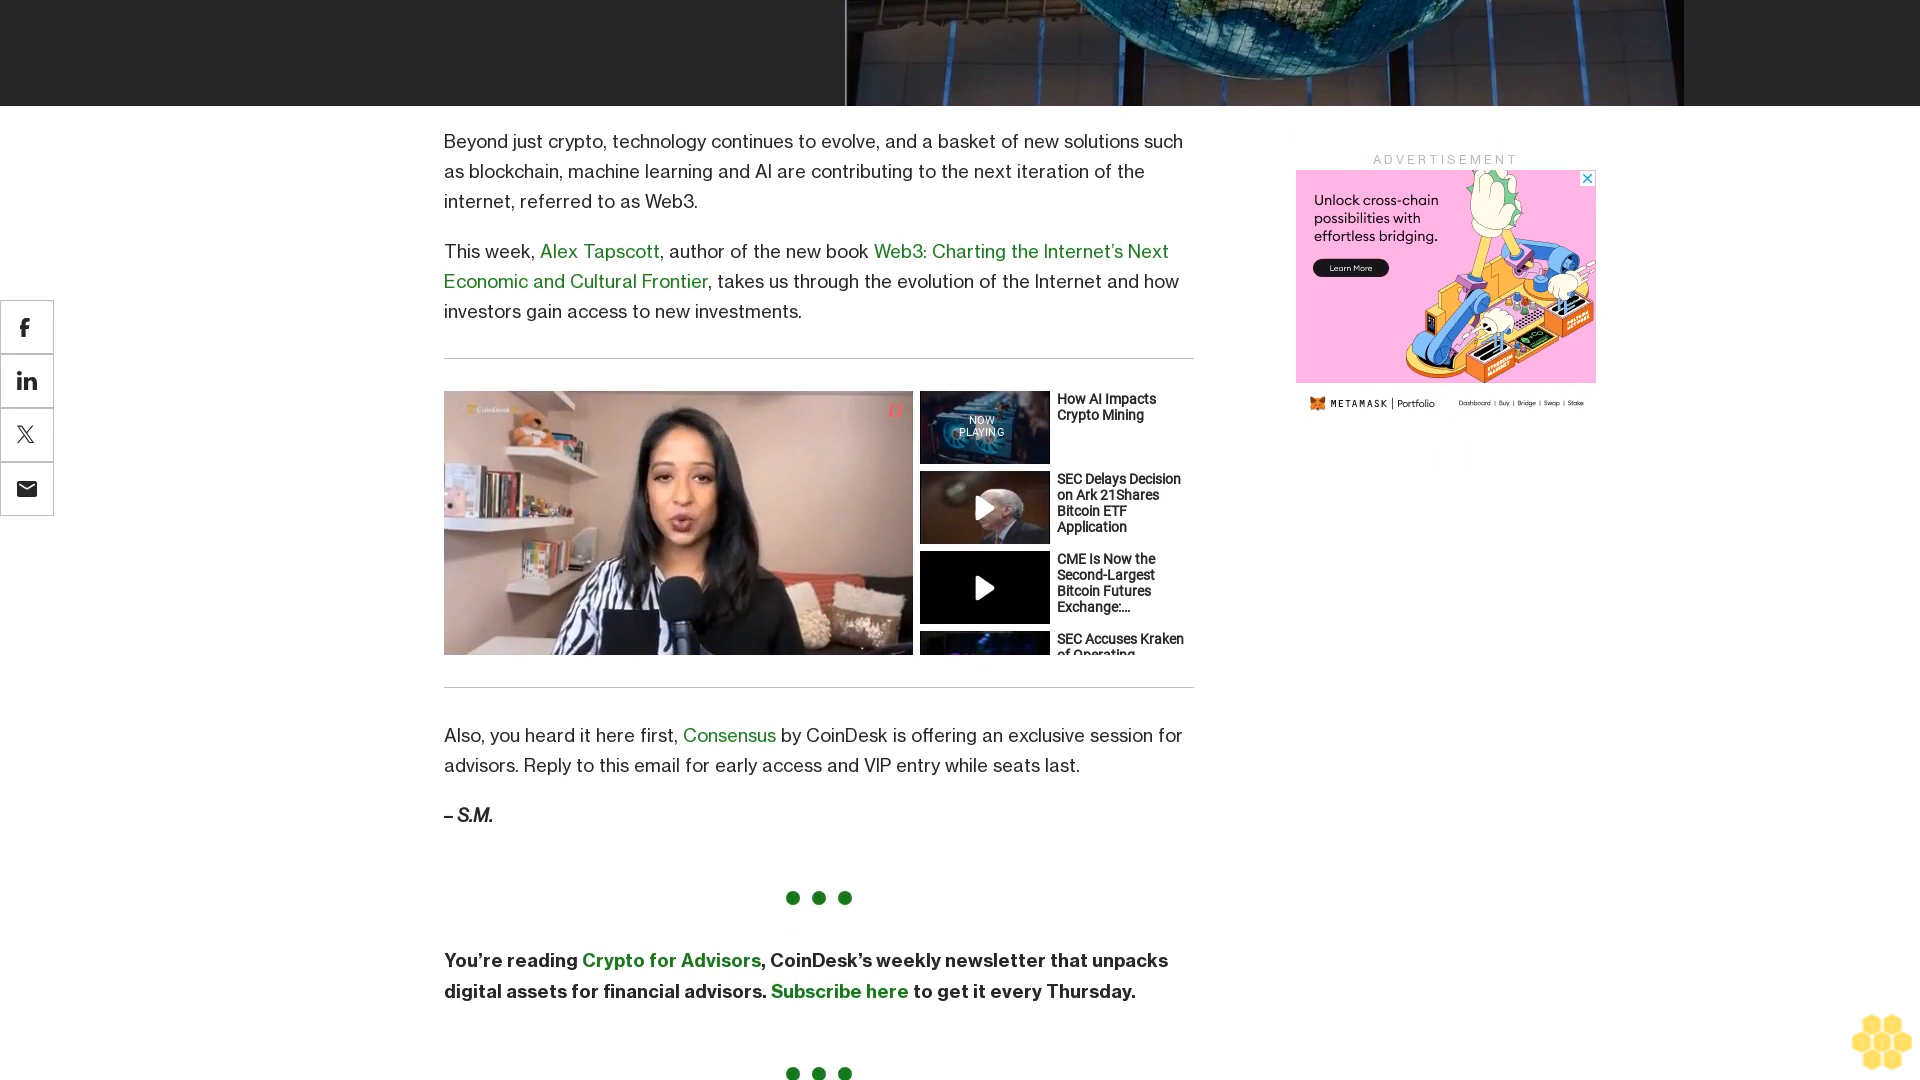 Beyond just crypto, technology continues to evolve, and a basket of new solutions such
as blockchain, machine learning and AI are contributing to the next iteration of the
internet, referred to as Web3.
This week, Alex Tapscott, author of the new book Web3: Charting the Internet’s Next
Economic and Cultural Frontier, takes us through the evolution of the Internet and how
investors gain access to new investments.
CoinDesk
NOW
PLAYING
How AI Impacts
Crypto Mining
SEC Delays Decision
on Ark 21Shares
Bitcoin ETF
Application
CME Is Now the
Second-Largest
Bitcoin Futures
Exchange:...
SEC Accuses Kraken
of Operating
Also, you heard it here first, Consensus by CoinDesk is offering an exclusive session for
advisors. Reply to this email for early access and VIP entry while seats last.
– S.M.
You’re reading Crypto for Advisors, CoinDesk’s weekly newsletter that unpacks
digital assets for financial advisors. Subscribe here to get it every Thursday.
ADVERTISEMENT
Unlock cross-chain
possibilities with
effortless bridging.
Learn More
METAMASK | Portfolio
Dashboard | Buy | Bridge | Swap | Stake